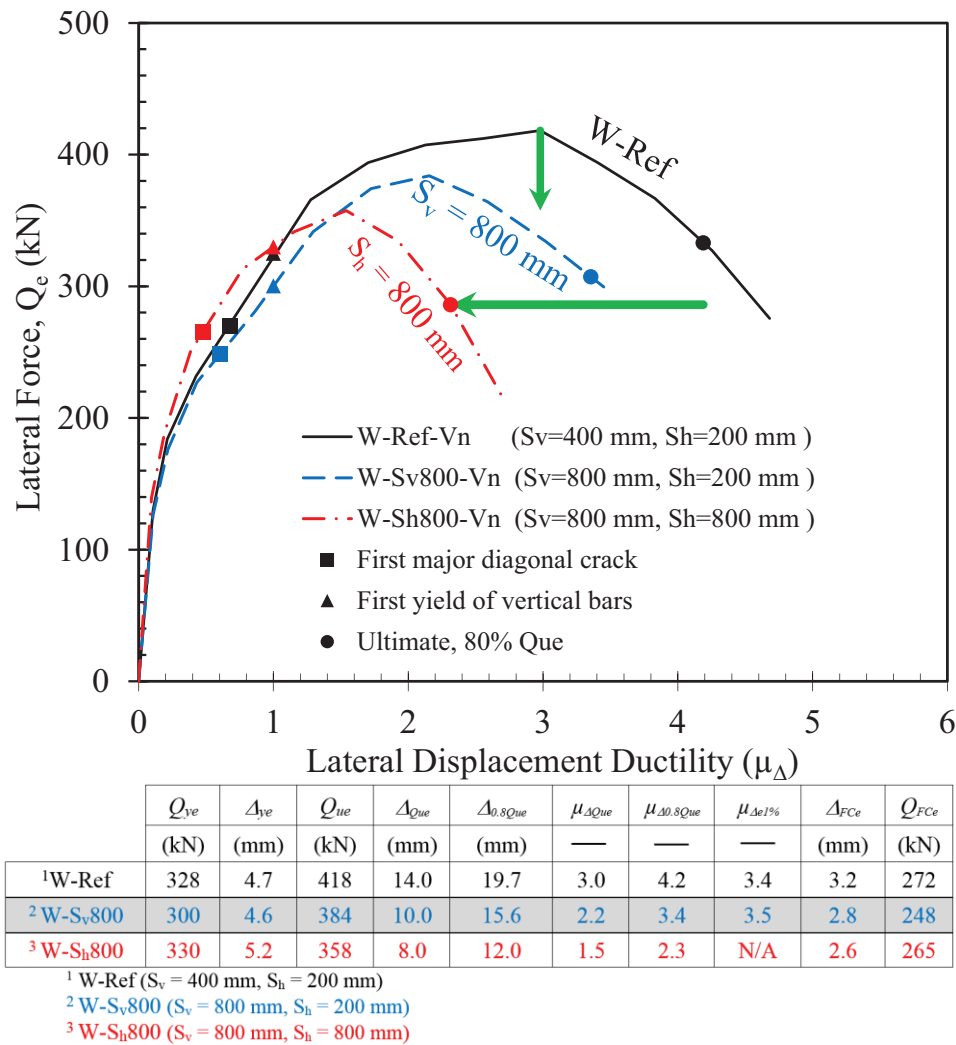 500
400
300
200
100
0
Lateral Force, Qe (kN)
W-Ref
Sv = 800 mm
Sh = 800 mm
W-Ref-Vn (Sv=400 mm, Sh=200 mm )
W-Sv800-Vn (Sv=800 mm, Sh=200 mm )
W-Sh800-Vn (Sv=800 mm, Sh=800 mm )
First major diagonal crack
First yield of vertical bars
Ultimate, 80% Que
0 1 2 3 4 5 6
Lateral Displacement Ductility (μΔ)
Qye Δye Que ΔQue Δ0.8Que μΔQue μΔ0.8Que μΔe1% ΔFCe QFCe
(kN) (mm) (kN) (mm) (mm) — — — (mm) (kN)
1W-Ref 328 4.7 418 14.0 19.7 3.0 4.2 3.4 3.2 272
2 W-Sv800 300 4.6 384 10.0 15.6 2.2 3.4 3.5 2.8 248
3 W-Sh800 330 5.2 358 8.0 12.0 1.5 2.3 N/A 2.6 265
1 W-Ref (Sv = 400 mm, Sh = 200 mm)
2 W-Sv800 (Sv = 800 mm, Sh = 200 mm)
3 W-Sh800 (Sv = 800 mm, Sh = 800 mm)